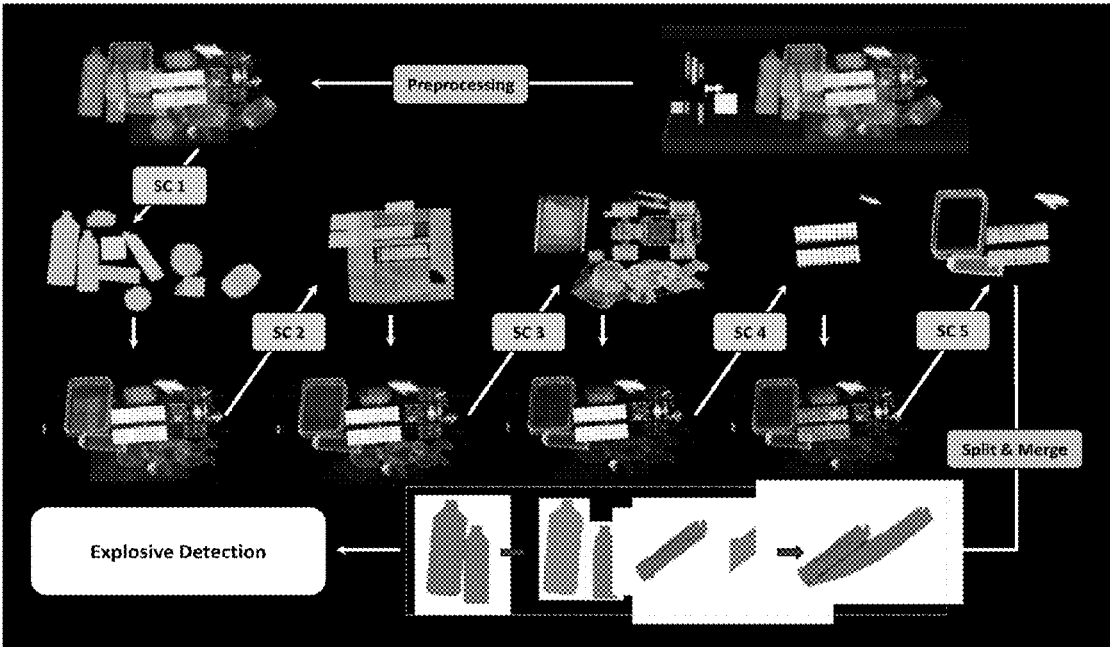 Preprocessing
SC 1
SC 2
SC 3
SC 4
SC 5
Split & Merge
Explosive Detection